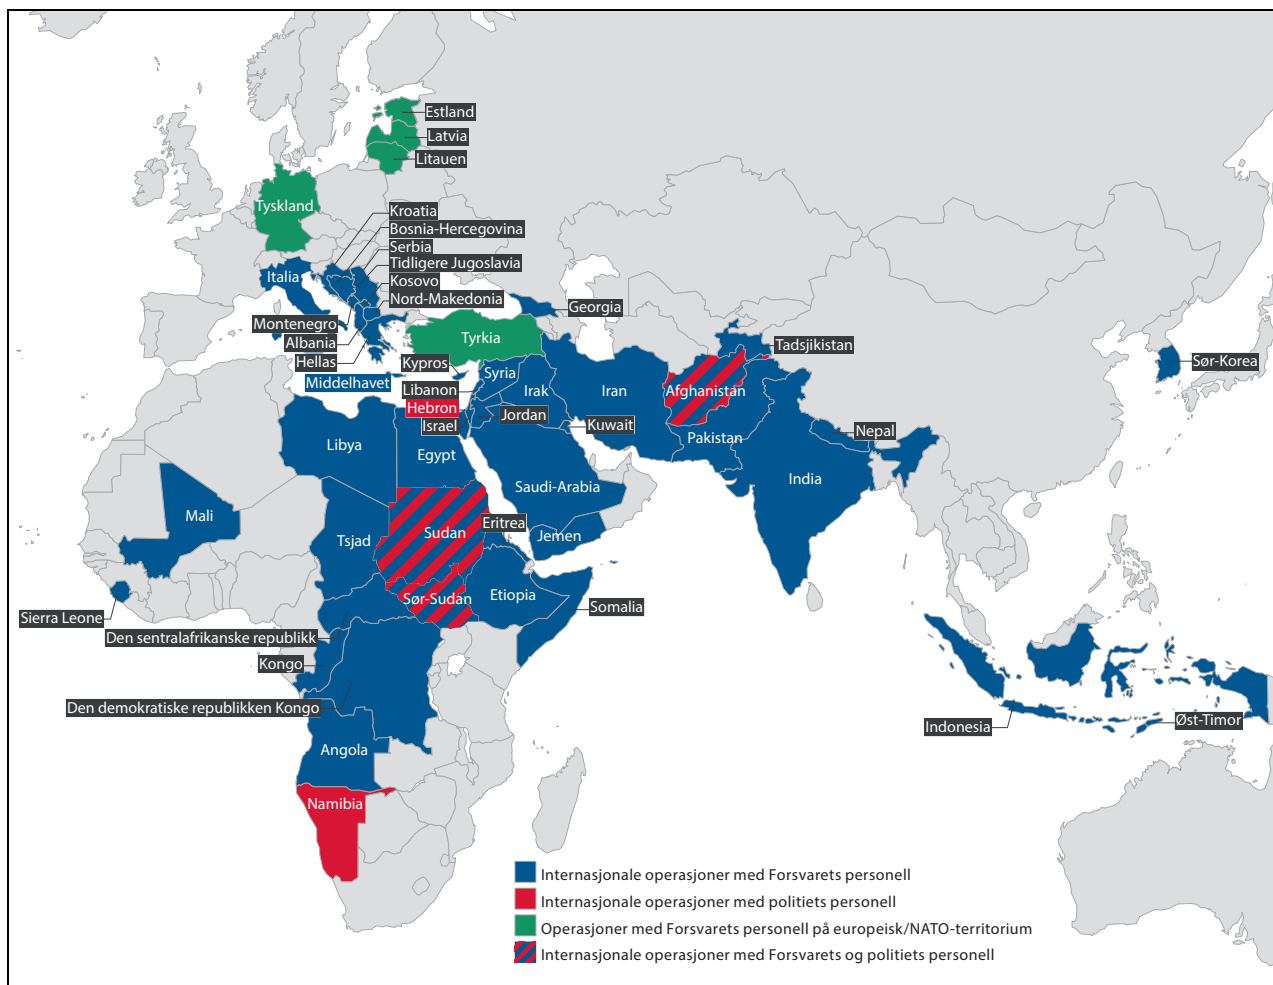 Estland
Latvia
Litauen
Tyskland
Kroatia
Bosnia-Hercegovina
Serbia
Tidligere Jugoslavia
Italia
Kosovo
Nord-Makedonia
Georgia
Montenegro
Albania
Tyrkia
Tadsjikistan
Hellas
Kypros
Sør-Korea
Syria
Middelhavet
Libanon
Irak
Iran
Afghanistan
Hebron
Jordan
Israel
Kuwait
Nepal
Libya
Egypt
Pakistan
India
Saudi-Arabia
Mali
Eritrea
Sudan
Jemen
Tsjad
Etiopia
Sør-Sudan
Somalia
Sierra Leone
Den sentralafrikanske republikk
Kongo
Den demokratiske republikken Kongo
Øst-Timor
Indonesia
Angola
Namibia
Internasjonale operasjoner med Forsvarets personell
Internasjonale operasjoner med politiets personell
Operasjoner med Forsvarets personell på europeisk/NATO-territorium
Internasjonale operasjoner med Forsvarets og politiets personell